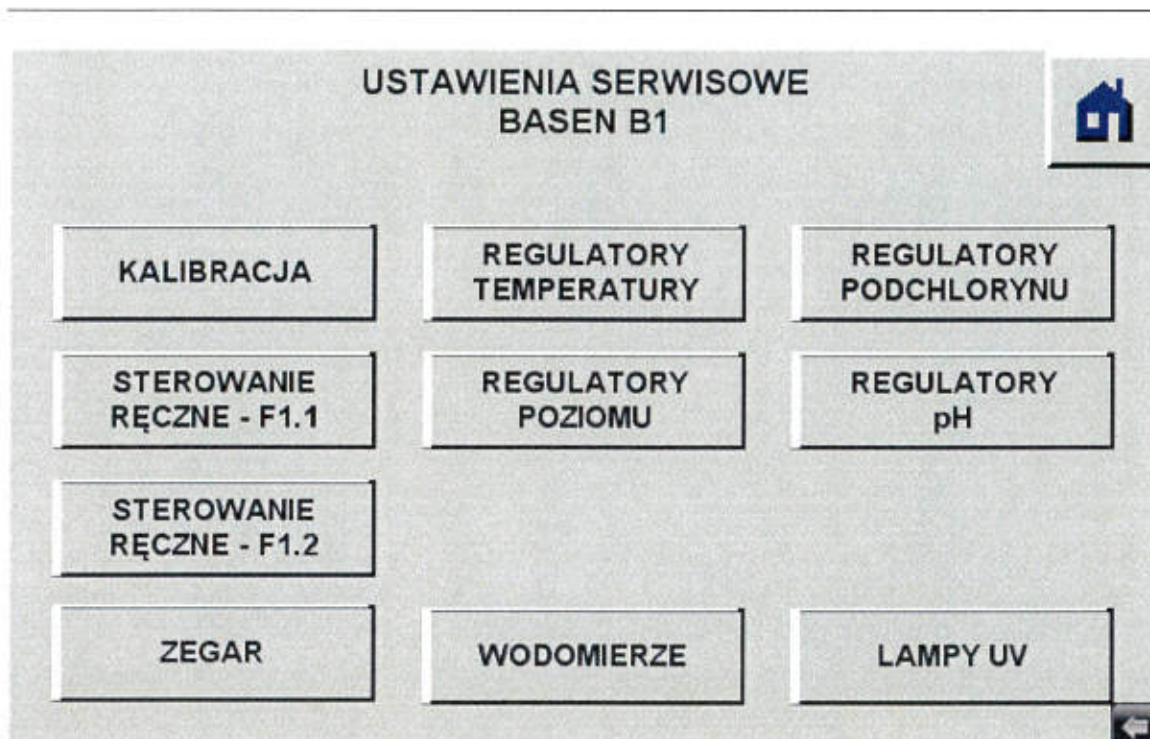 USTAWIENIA SERWISOWE
BASEN B1
KALIBRACJA
REGULATORY
TEMPERATURY
REGULATORY
PODCHLORYNU
STEROWANIE
RĘCZNE - F1.1
REGULATORY
POZIOMU
REGULATORY
pH
STEROWANIE
RĘCZNE - F1.2
ZEGAR
WODOMIERZE
LAMPY UV